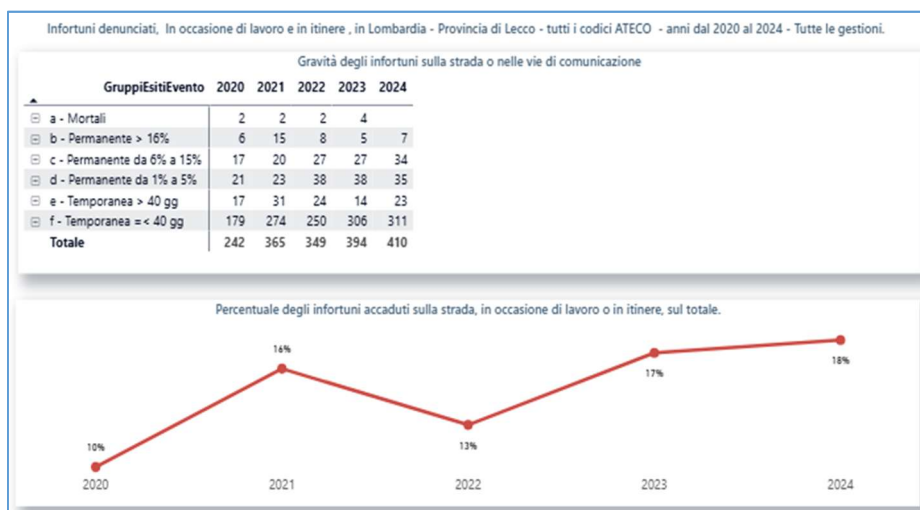 Infortuni denunciati, In occasione di lavoro e in itinere , in Lombardia - Provincia di Lecco - tutti i codici ATECO - anni dal 2020 al 2024 - Tutte le gestioni.
Gravità degli infortuni sulla strada o nelle vie di comunicazione
GruppiEsitiEvento 2020 2021 2022 2023 2024
a - Mortali 2 2 2 4
b - Permanente > 16% 6 15 8 5 7
c - Permanente da 6% a 15% 17 20 27 27 34
d - Permanente da 1% a 5% 21 23 38 38 35
e - Temporanea > 40 gg 17 31 24 14 23
f - Temporanea =< 40 gg 179 274 250 306 311
Totale 242 365 349 394 410
Percentuale degli infortuni accaduti sulla strada, in occasione di lavoro o in itinere, sul totale.
10% 16% 13% 17% 18%
2020 2021 2022 2023 2024